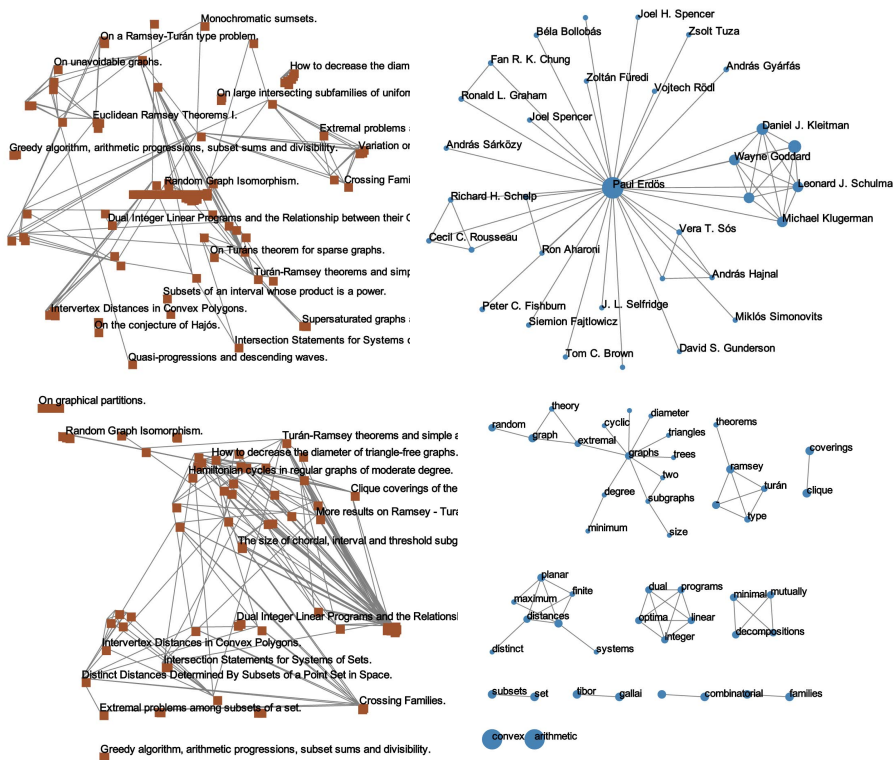 Monochromatic sumsets.
On a Ramsey-Turán type problem.
On unavoidable graphs.
How to decrease the diam
On large intersecting subfamilies of uniform
Euclidean Ramsey Theorems I.
Extremal problems a
Greedy algorithm, arithmetic progressions, subset sums and divisibility.
Variation on
Random Graph Isomorphism.
Crossing Fami
Dual Integer Linear Programs and the Relationship between their O
On Turáns theorem for sparse graphs.
Turán-Ramsey theorems and simp
Subsets of an interval whose product is a power.
Intervertex Distances in Convex Polygons.
On the conjecture of Hajós.
Supersaturated graphs a
Intersection Statements for Systems o
Quasi-progressions and descending waves.
Joel H. Spencer
Béla Bollobás
Zsolt Tuza
Fan R. K. Chung
Zoltán Füredi
András Gyárfás
Vojtech Rödl
Ronald L. Graham
Joel Spencer
Daniel J. Kleitman
András Sárközy
Wayne Goddard
Paul Erdös
Leonard J. Schulma
Richard H. Schelp
Michael Klugerman
Vera T. Sós
Cecil C. Rousseau
Ron Aharoni
András Hajnal
Peter C. Fishburn
J. L. Selfridge
Siemion Fajtlowicz
Miklós Simonovits
Tom C. Brown
David S. Gunderson
On graphical partitions.
Random Graph Isomorphism.
Turán-Ramsey theorems and simple a
How to decrease the diameter of triangle-free graphs.
Hamiltonian cycles in regular graphs of moderate degree.
Clique coverings of the
More results on Ramsey - Tura
The size of chordal, interval and threshold subg
Dual Integer Linear Programs and the Relations
Intervertex Distances in Convex Polygons.
Intersection Statements for Systems of Sets.
Distinct Distances Determined By Subsets of a Point Set in Space.
Crossing Families.
Extremal problems among subsets of a set.
Greedy algorithm, arithmetic progressions, subset sums and divisibility.
theory
random
graph
extremal
cyclic
diameter
triangles
graphs
trees
two
degree
subgraphs
minimum
size
theorems
ramsey
turán
-
type
coverings
clique
planar
maximum
finite
distances
distinct
systems
dual
programs
optima
linear
integer
minimal
mutually
decompositions
subsets
set
tibor
gallai
combinatorial
families
convex
arithmetic